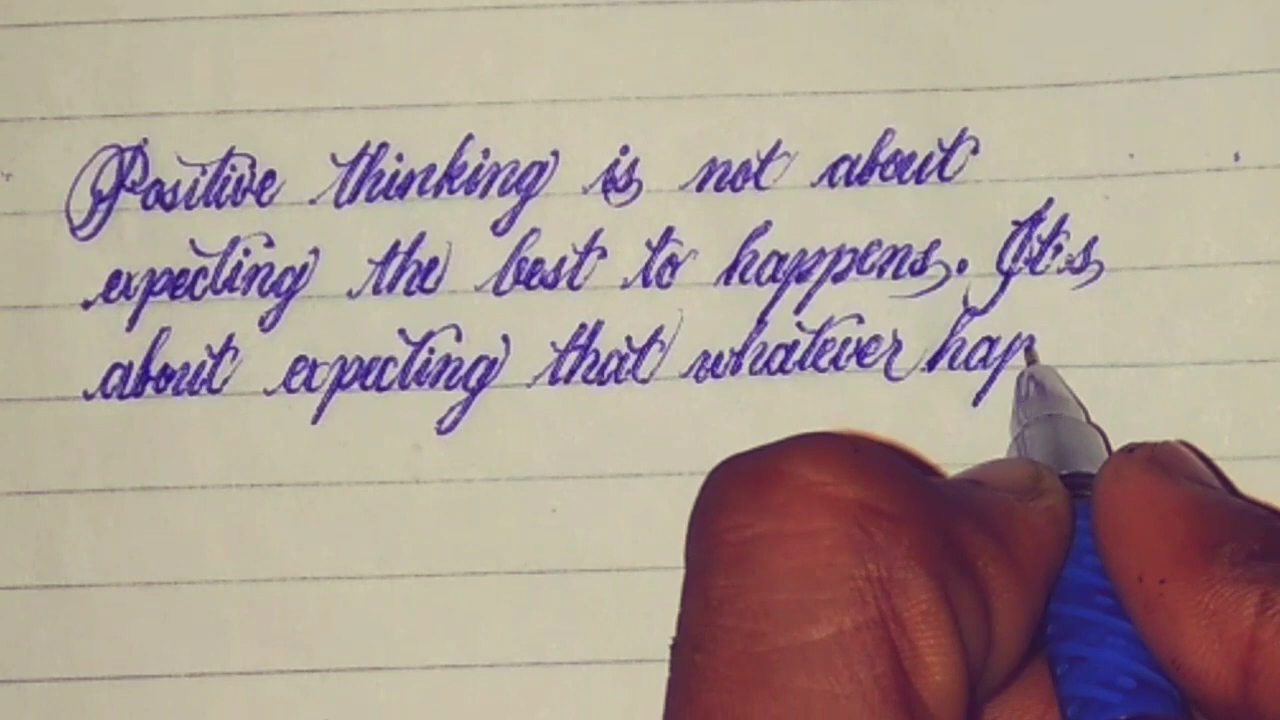 Positive thinking is not about
expecting the best to happens. It's
about expecting that whatever hap